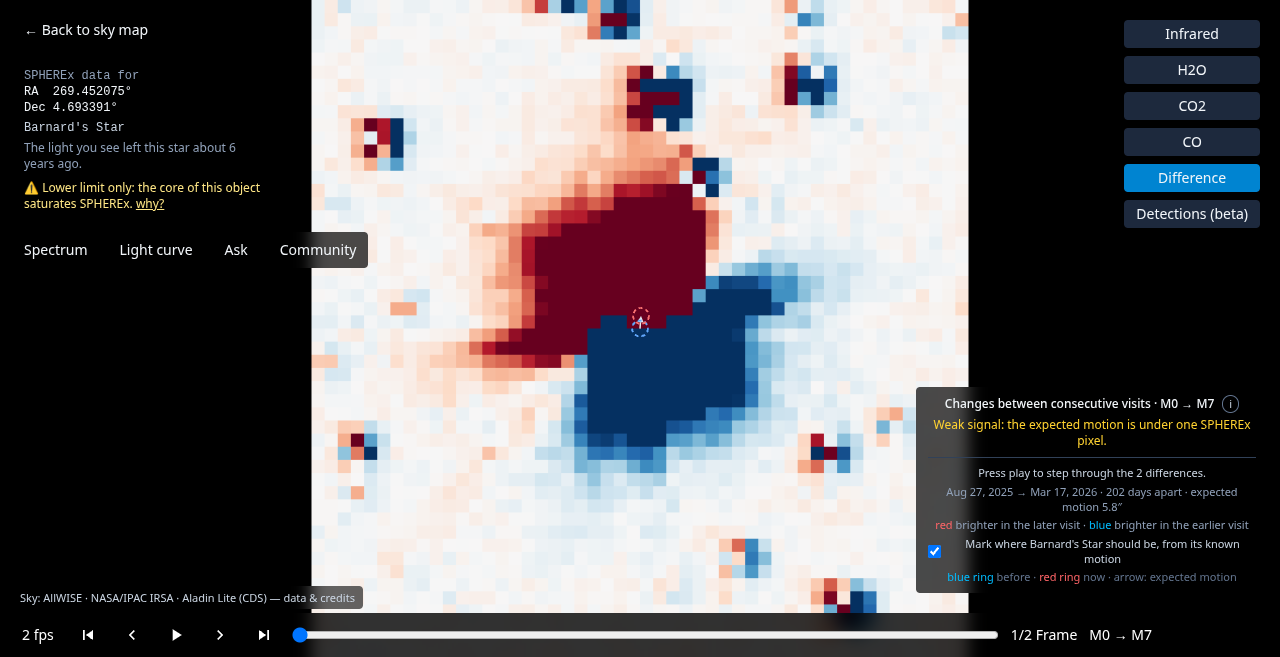 ← Back to sky map
SPHEREx data for
RA 269.452075°
Dec 4.693391°
Barnard's Star
The light you see left this star about 6
years ago.
⚠️ Lower limit only: the core of this object
saturates SPHEREx. why?
Spectrum Light curve Ask Community
Infrared
H2O
CO2
CO
Difference
Detections (beta)
Changes between consecutive visits · M0 → M7 i
Weak signal: the expected motion is under one SPHEREx
pixel.
Press play to step through the 2 differences.
Aug 27, 2025 → Mar 17, 2026 · 202 days apart · expected
motion 5.8″
red brighter in the later visit · blue brighter in the earlier visit
Mark where Barnard's Star should be, from its known
motion
blue ring before · red ring now · arrow: expected motion
Sky: AllWISE · NASA/IPAC IRSA · Aladin Lite (CDS) — data & credits
2 fps 1/2 Frame M0 → M7